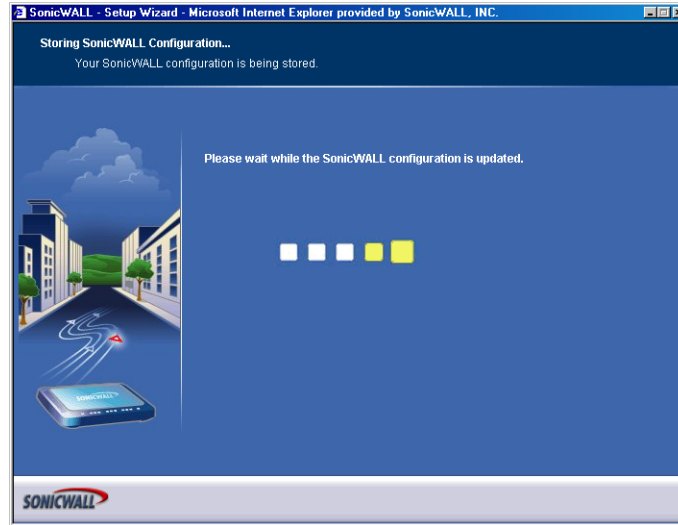 SonicWALL - Setup Wizard - Microsoft Internet Explorer provided by SonicWALL, INC.
Storing SonicWALL Configuration...
Your SonicWALL configuration is being stored.
Please wait while the SonicWALL configuration is updated.
SONICWALL
SONICWALL